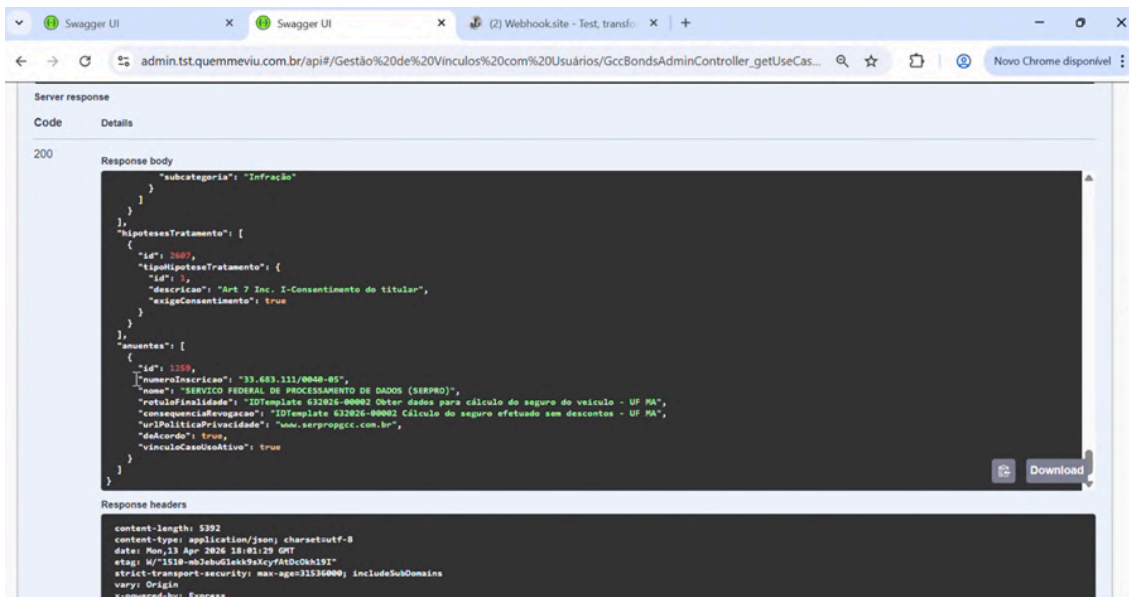 Swagger UI
Swagger UI
(2) Webhook.site - Test, transfo
admin.tst.quemmeviu.com.br/api#/Gestão%20de%20Vínculos%20com%20Usuários/GccBondsAdminController_getUseCas...
Novo Chrome disponível
Server response
Code Details
200
Response body
"subcategoria": "Infração"
}
]
}
],
"hipotesesTratamento": [
{
"id": 2607,
"tipoHipoteseTratamento": {
"id": 1,
"descricao": "Art 7 Inc. I-Consentimento do titular",
"exigeConsentimento": true
}
}
],
"anuentes": [
{
"id": 1259,
"numeroInscricao": "33.683.111/0040-05",
"nome": "SERVICO FEDERAL DE PROCESSAMENTO DE DADOS (SERPRO)",
"rotuloFinalidade": "IDTemplate 632026-00002 Obter dados para cálculo do seguro do veículo - UF MA",
"consequenciaRevogacao": "IDTemplate 632026-00002 Cálculo do seguro efetuado sem descontos - UF MA",
"urlPoliticaPrivacidade": "www.serpropgcc.com.br",
"deAcordo": true,
"vinculoCasoUsoAtivo": true
}
]
}
Download
Response headers
content-length: 5392
content-type: application/json; charset=utf-8
date: Mon,13 Apr 2026 18:01:29 GMT
etag: W/"1510-mbJebuGlekk9sXcyfAtDcOkh19I"
strict-transport-security: max-age=31536000; includeSubDomains
vary: Origin
x-powered-by: Express